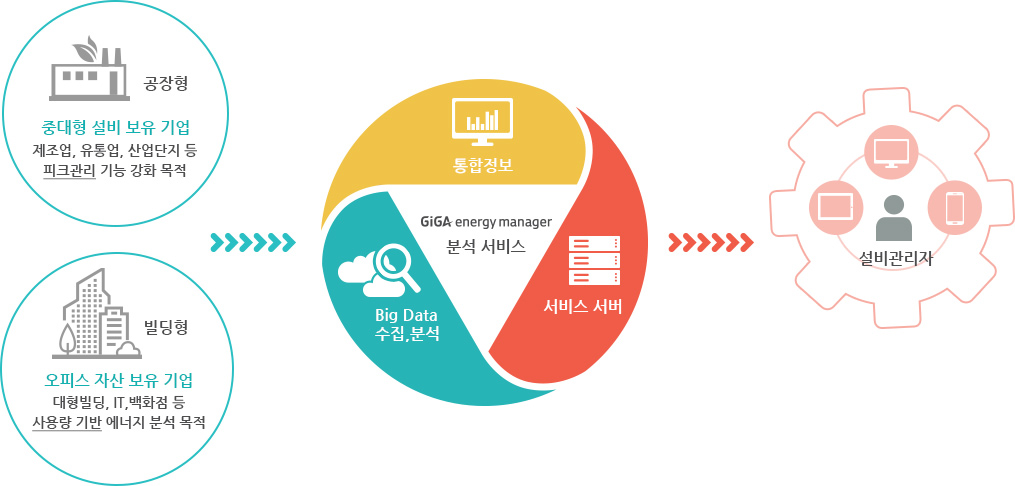 공장형
중대형 설비 보유 기업
제조업, 유통업, 산업단지 등
피크관리 기능 강화 목적
빌딩형
오피스 자산 보유 기업
대형빌딩, IT,백화점 등
사용량 기반 에너지 분석 목적
통합정보
GiGA energy manager
분석 서비스
Big Data
수집,분석
서비스 서버
설비관리자